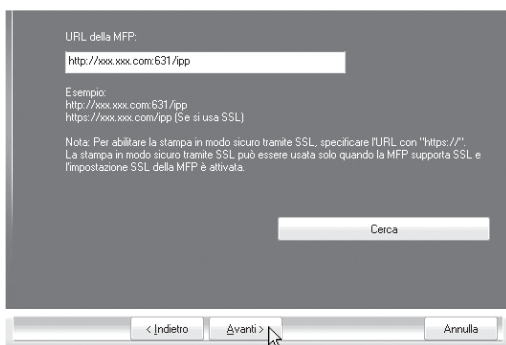 URL della MFP:
http://xxx.xxx.com:631/ipp
Esempio:
http://xxx.xxx.com:631/ipp
https://xxx.xxx.com/ipp (Se si usa SSL)
Nota: Per abilitare la stampa in modo sicuro tramite SSL, specificare l'URL con "https://".
La stampa in modo sicuro tramite SSL può essere usata solo quando la MFP supporta SSL e
l'impostazione SSL della MFP è attivata.
Cerca
< Indietro
Avanti >
Annulla